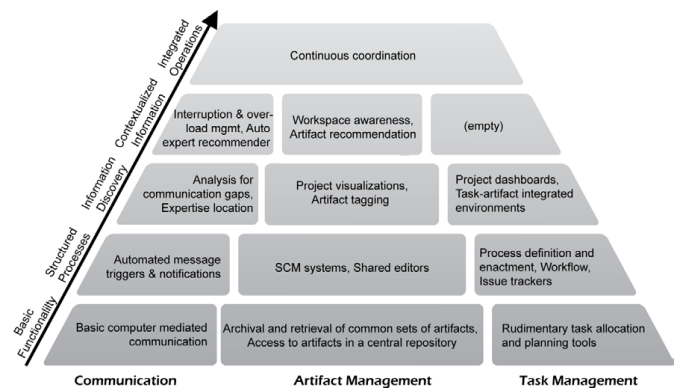 Continuous coordination
Interruption & over-
load mgmt, Auto
expert recommender
Workspace awareness,
Artifact recommendation
(empty)
Analysis for
communication gaps,
Expertise location
Project visualizations,
Artifact tagging
Project dashboards,
Task-artifact integrated
environments
Automated message
triggers & notifications
SCM systems, Shared editors
Process definition and
enactment, Workflow,
Issue trackers
Basic computer mediated
communication
Archival and retrieval of common sets of artifacts,
Access to artifacts in a central repository
Rudimentary task allocation
and planning tools
Integrated
Operations
Contextualized
Information
Information
Discovery
Structured
Processes
Basic
Functionality
Communication
Artifact Management
Task Management